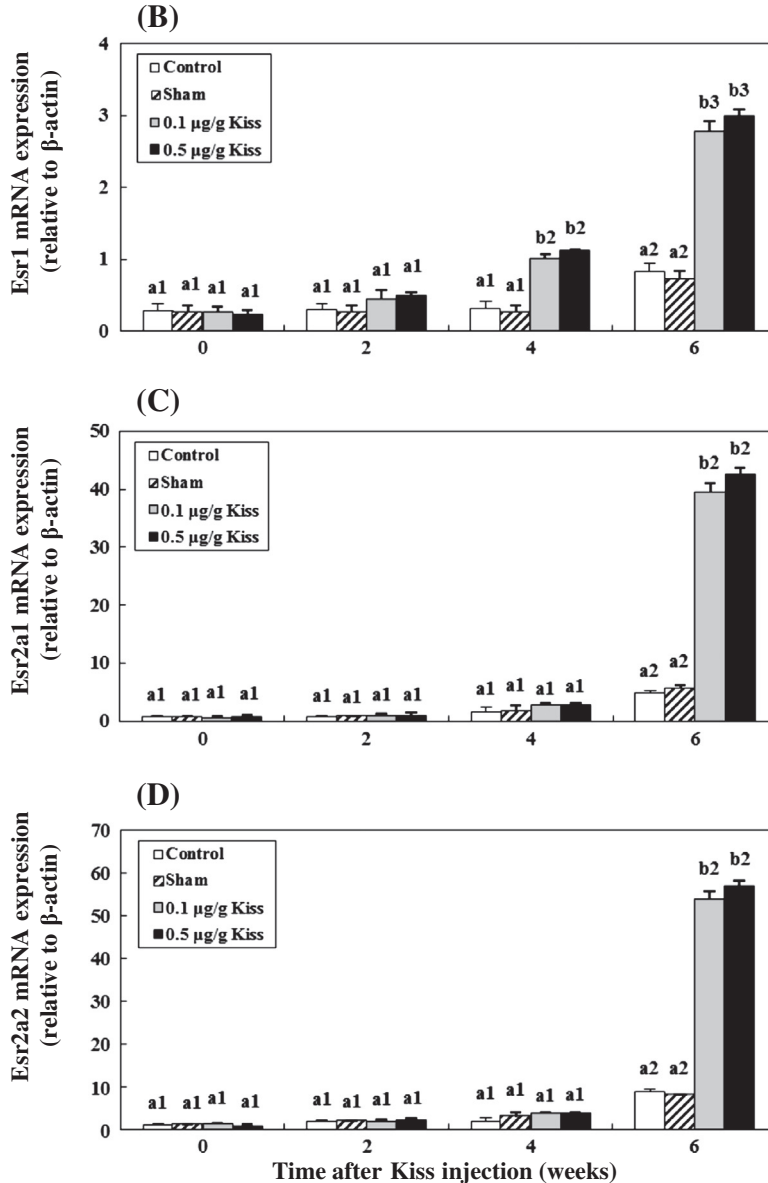 (B)
Esr1 mRNA expression
(relative to β-actin)
4
3
2
1
0
Control
Sham
0.1 µg/g Kiss
0.5 µg/g Kiss
a1 a1 a1 a1
a1 a1 a1 a1
a1 a1 b2 b2
a2 a2 b3 b3
0 2 4 6
(C)
Esr2a1 mRNA expression
(relative to β-actin)
50
40
30
20
10
0
Control
Sham
0.1 µg/g Kiss
0.5 µg/g Kiss
a1 a1 a1 a1
a1 a1 a1 a1
a1 a1 a1 a1
a2 a2 b2 b2
0 2 4 6
(D)
Esr2a2 mRNA expression
(relative to β-actin)
70
60
50
40
30
20
10
0
Control
Sham
0.1 µg/g Kiss
0.5 µg/g Kiss
a1 a1 a1 a1
a1 a1 a1 a1
a1 a1 a1 a1
a2 a2 b2 b2
0 2 4 6
Time after Kiss injection (weeks)